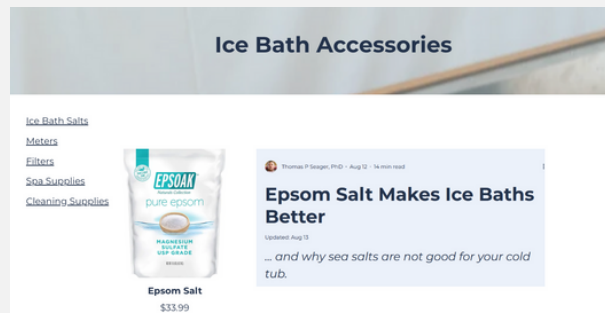 Ice Bath Accessories
Ice Bath Salts
Meters
Filters
Spa Supplies
Cleaning Supplies
EPSOAK
pure epsom
MAGNESIUM
SULFATE
USP GRADE
Epsom Salt
$33.99
Thomas P Seager, PhD · Aug 12 · 14 min read
Epsom Salt Makes Ice Baths
Better
Updated: Aug 13
... and why sea salts are not good for your cold
tub.